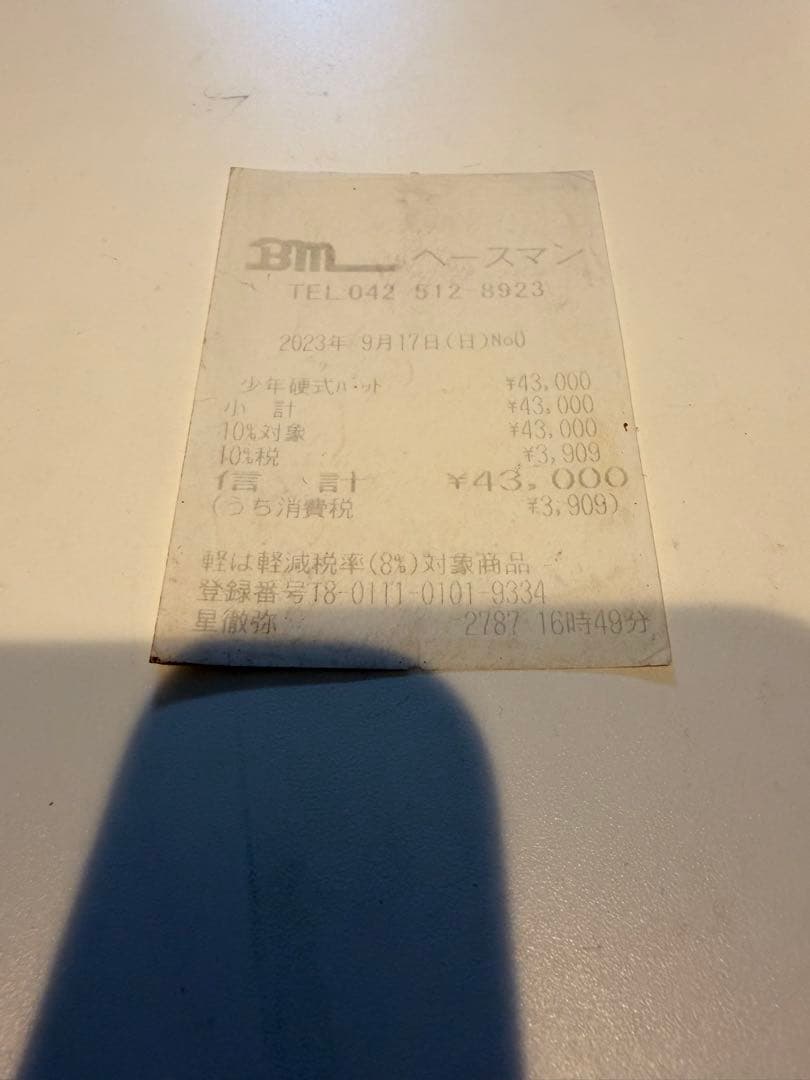 BM ベースマン
TEL.042 512 8923
2023年 9月17日(日)No0
少年硬式ﾊﾞｯﾄ ¥43,000
小 計 ¥43,000
10%対象 ¥43,000
10%税 ¥3,909
合 計 ¥43,000
(うち消費税 ¥3,909)
軽は軽減税率(8%)対象商品
登録番号T8-0111-0101-9334
星徹弥 2787 16時49分